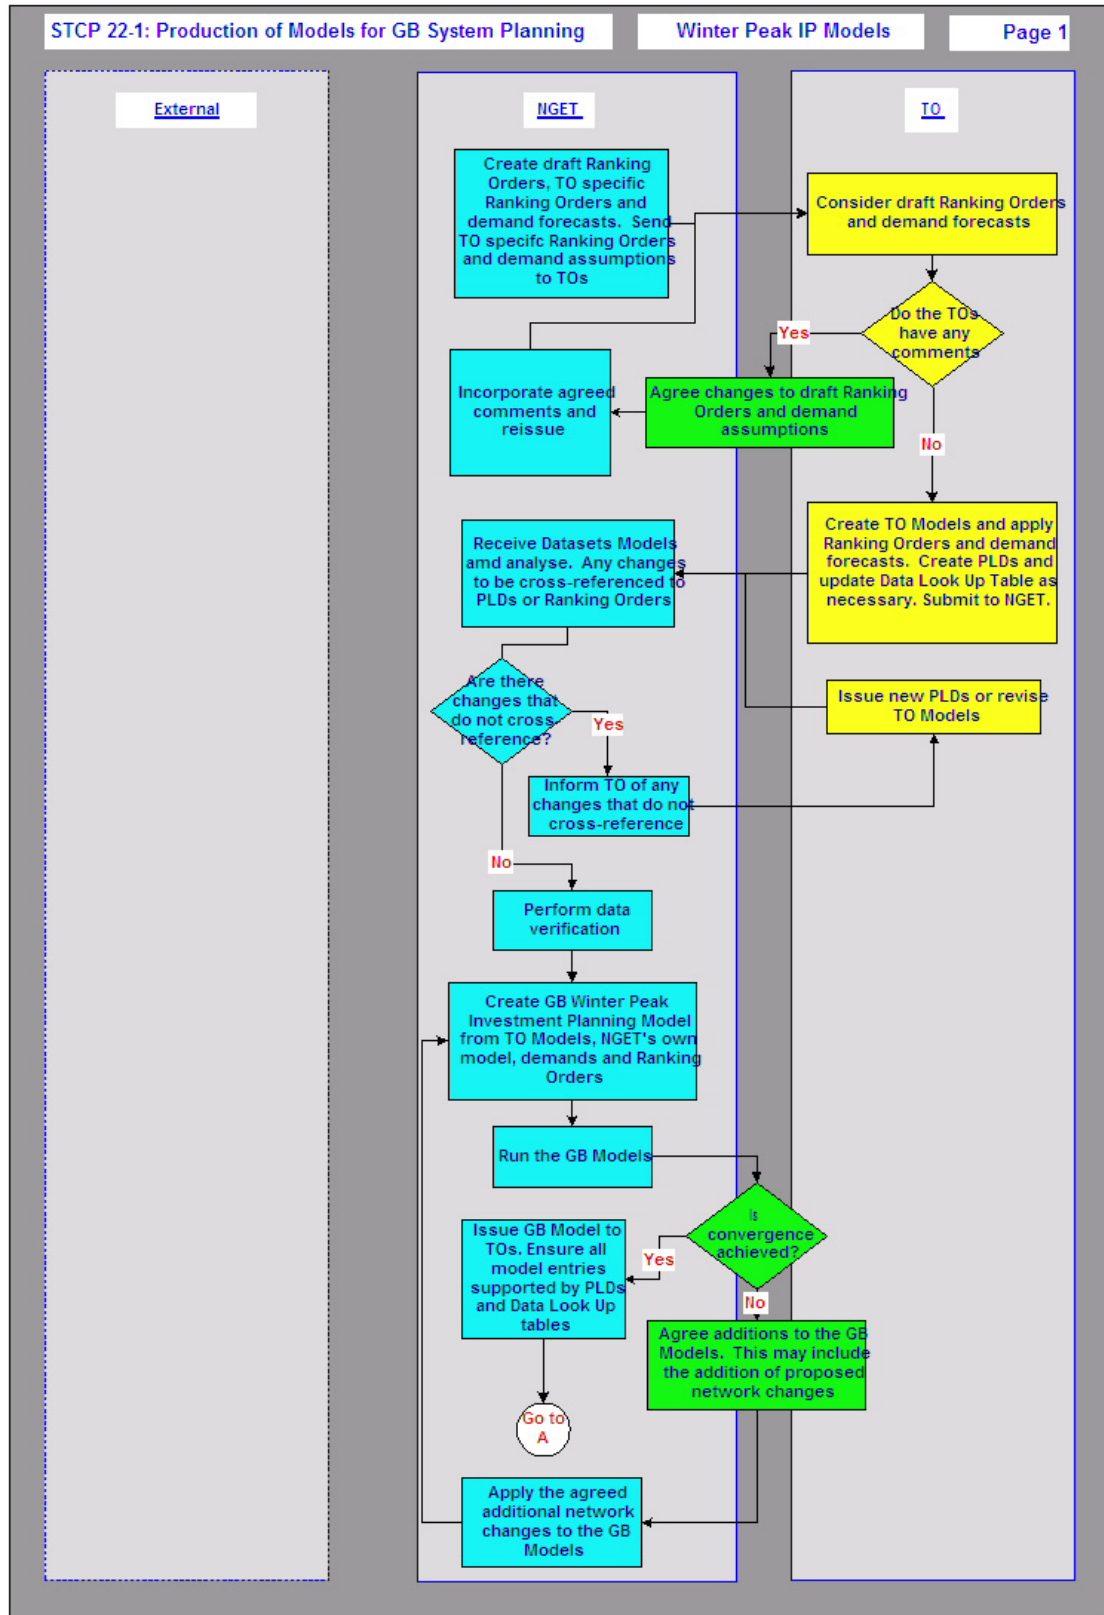 STCP 22-1: Production of Models for GB System Planning
Winter Peak IP Models
Page 1
External
NGET
TO
Create draft Ranking
Orders, TO specific
Ranking Orders and
demand forecasts. Send
TO specifc Ranking Orders
and demand assumptions
to TOs
Consider draft Ranking Orders
and demand forecasts
Do the TOs
have any
comments
Yes
Incorporate agreed
comments and
reissue
Agree changes to draft Ranking
Orders and demand
assumptions
No
Create TO Models and apply
Ranking Orders and demand
forecasts. Create PLDs and
update Data Look Up Table as
necessary. Submit to NGET.
Receive Datasets Models
amd analyse. Any changes
to be cross-referenced to
PLDs or Ranking Orders
Are there
changes that
do not cross-
reference?
Yes
Issue new PLDs or revise
TO Models
Inform TO of any
changes that do not
cross-reference
No
Perform data
verification
Create GB Winter Peak
Investment Planning Model
from TO Models, NGET's own
model, demands and Ranking
Orders
Run the GB Models
Is
convergence
achieved?
Yes
Issue GB Model to
TOs. Ensure all
model entries
supported by PLDs
and Data Look Up
tables
No
Agree additions to the GB
Models. This may include
the addition of proposed
network changes
Go to
A
Apply the agreed
additional network
changes to the GB
Models